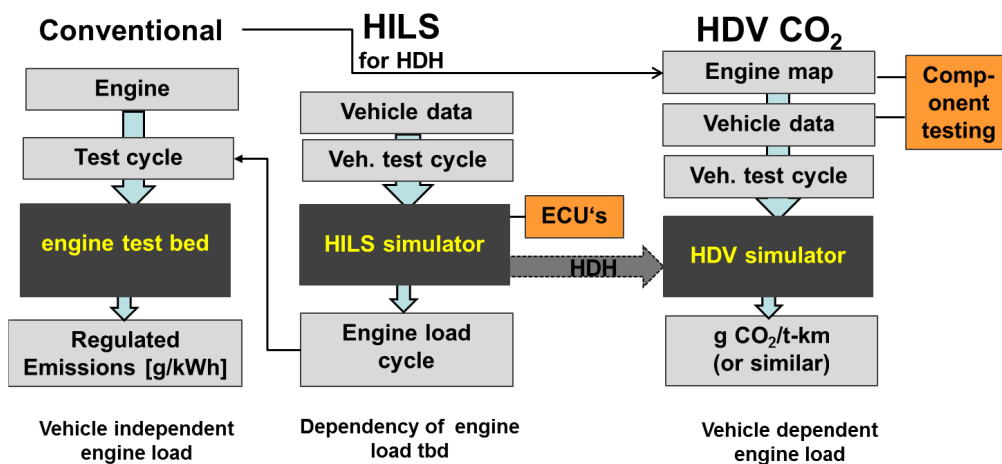 Conventional
Engine
Test cycle
engine test bed
Regulated
Emissions [g/kWh]
Vehicle independent
engine load
HILS
for HDH
Vehicle data
Veh. test cycle
HILS simulator
ECU‘s
HDH
Engine load
cycle
Dependency of engine
load tbd
HDV CO₂
Engine map
Vehicle data
Veh. test cycle
Comp-
onent
testing
HDV simulator
g CO₂/t-km
(or similar)
Vehicle dependent
engine load